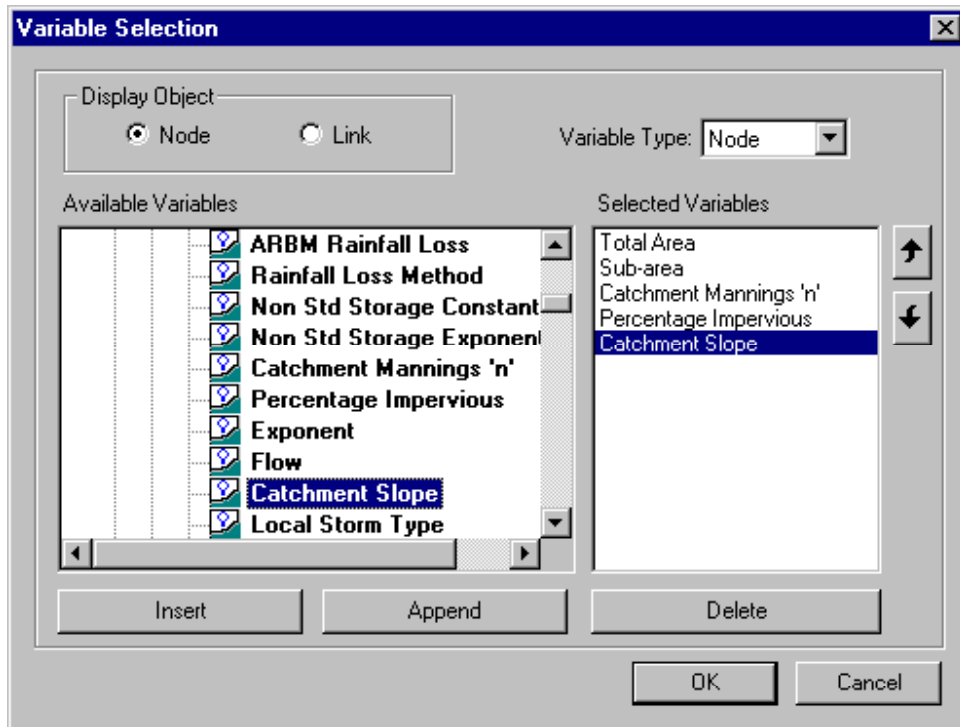 Variable Selection
Display Object
Node
Link
Variable Type: Node
Available Variables
ARBM Rainfall Loss
Rainfall Loss Method
Non Std Storage Constant
Non Std Storage Exponent
Catchment Mannings 'n'
Percentage Impervious
Exponent
Flow
Catchment Slope
Local Storm Type
Selected Variables
Total Area
Sub-area
Catchment Mannings 'n'
Percentage Impervious
Catchment Slope
Insert
Append
Delete
OK
Cancel